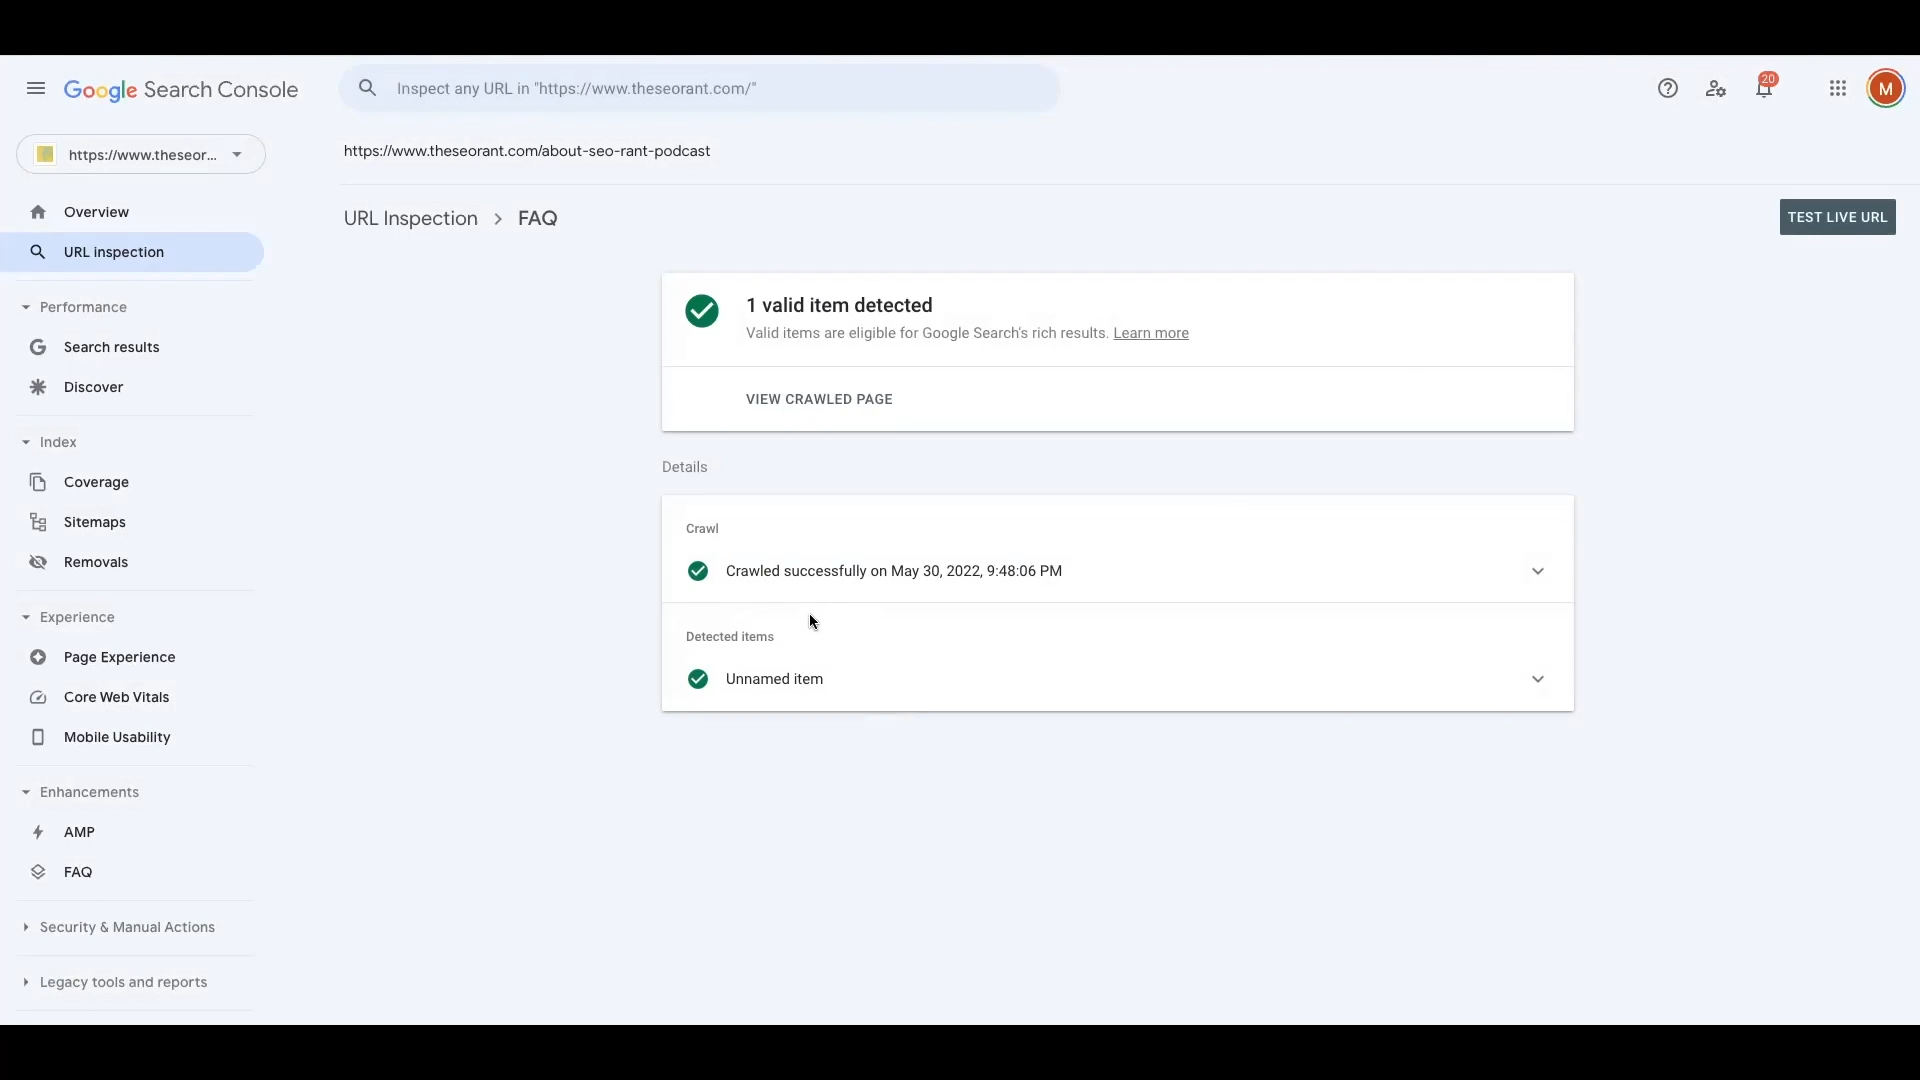 Google Search Console
Inspect any URL in "https://www.theseorant.com/"
20
M
https://www.theseor...
https://www.theseorant.com/about-seo-rant-podcast
Overview
URL inspection
Performance
Search results
Discover
Index
Coverage
Sitemaps
Removals
Experience
Page Experience
Core Web Vitals
Mobile Usability
Enhancements
AMP
FAQ
Security & Manual Actions
Legacy tools and reports
URL Inspection > FAQ
TEST LIVE URL
1 valid item detected
Valid items are eligible for Google Search's rich results. Learn more
VIEW CRAWLED PAGE
Details
Crawl
Crawled successfully on May 30, 2022, 9:48:06 PM
Detected items
Unnamed item